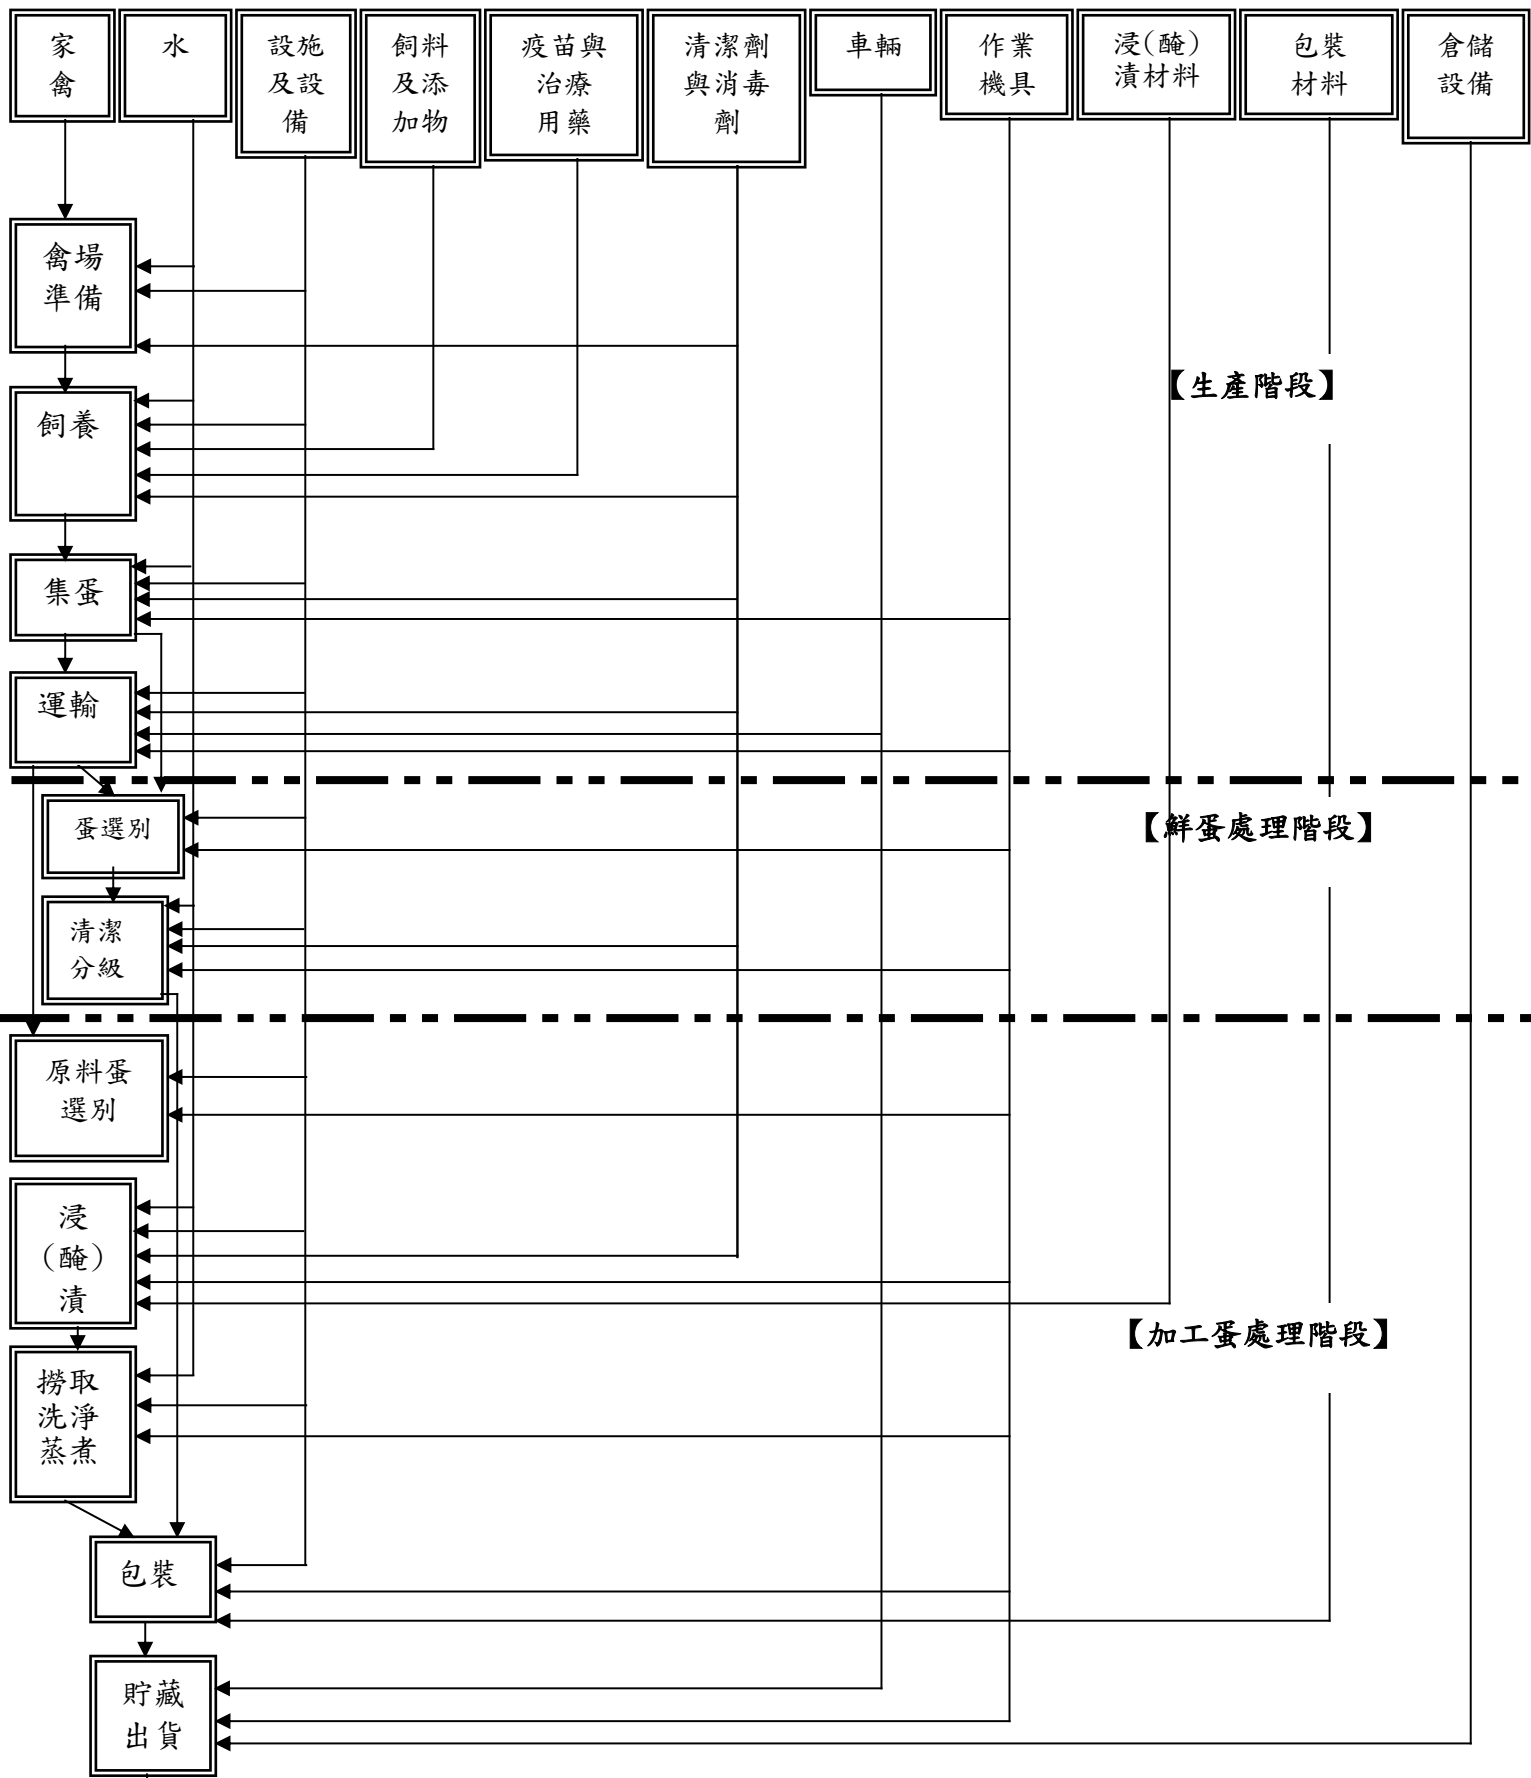 家
禽
水
設施
及設
備
飼料
及添
加物
疫苗與
治療
用藥
清潔劑
與消毒
劑
車輛
作業
機具
浸(醃)
漬材料
包裝
材料
倉儲
設備
禽場
準備
【生產階段】
飼養
集蛋
運輸
【鮮蛋處理階段】
蛋選別
清潔
分級
原料蛋
選別
浸
(醃)
漬
【加工蛋處理階段】
撈取
洗淨
蒸煮
包裝
貯藏
出貨